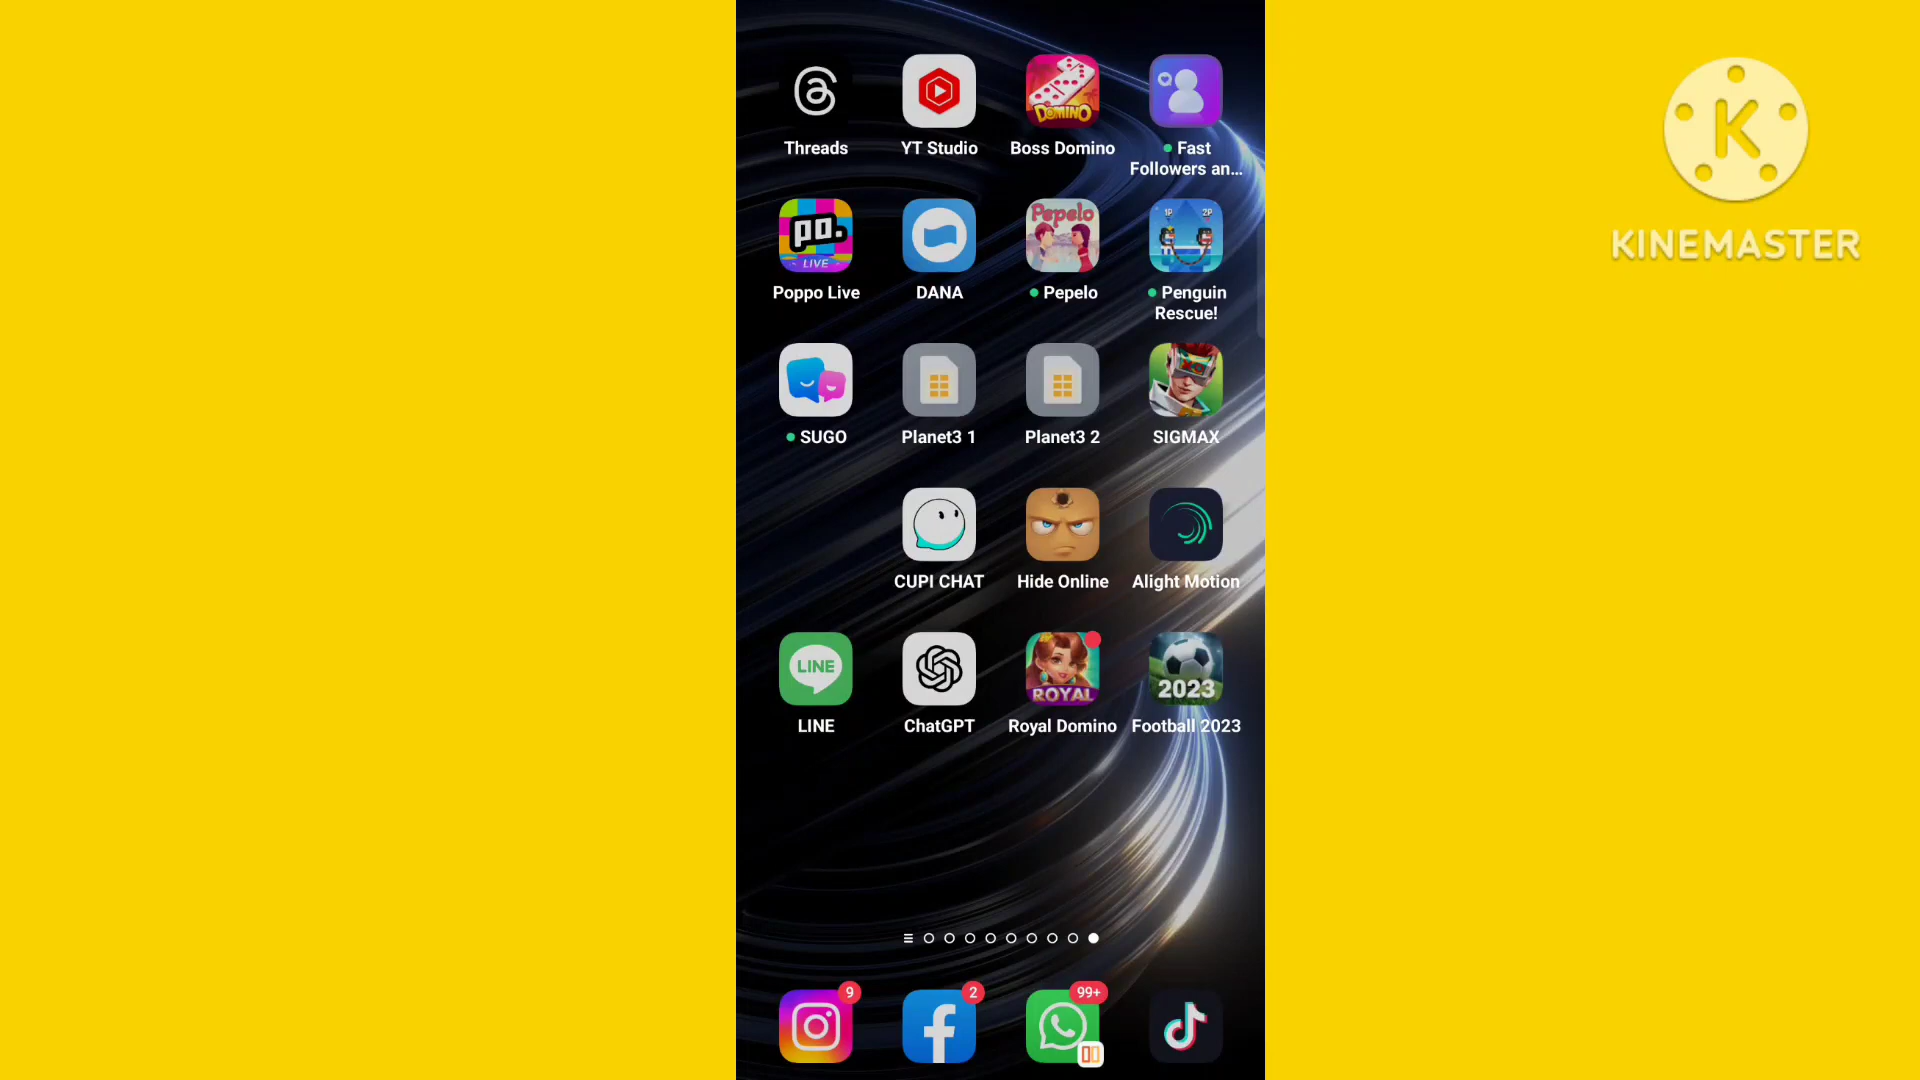 Threads
YT Studio
DOMINO
Boss Domino
Fast
Followers an...
po.
LIVE
Poppo Live
DANA
Pepelo
Pepelo
1P 2P
Penguin
Rescue!
SUGO
Planet3 1
Planet3 2
SIGMAX
CUPI CHAT
Hide Online
Alight Motion
LINE
LINE
ChatGPT
ROYAL
Royal Domino
2023
Football 2023
9
2
99+
K
KINEMASTER